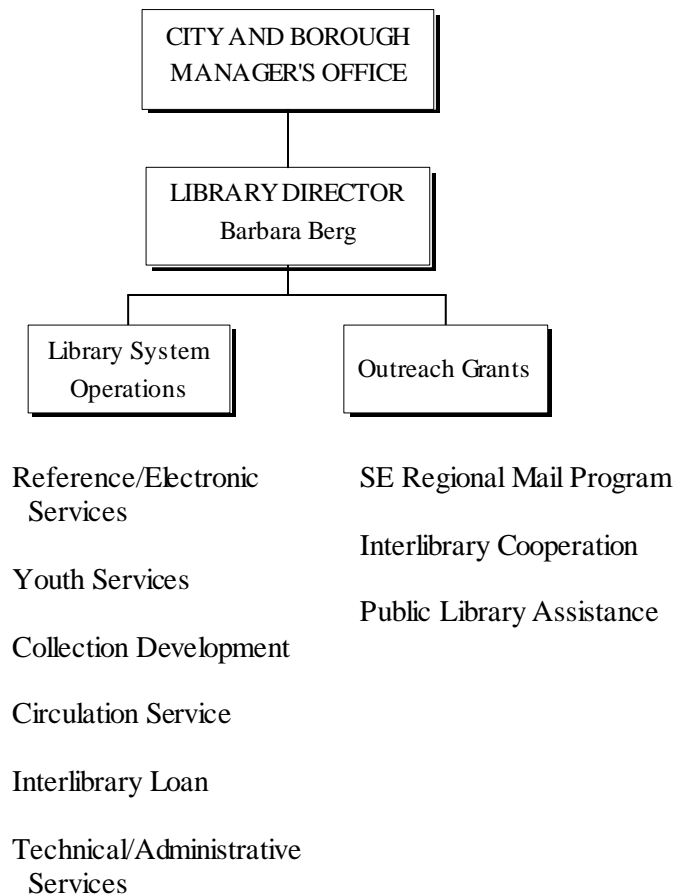 CITY AND BOROUGH
MANAGER'S OFFICE
LIBRARY DIRECTOR
Barbara Berg
Library System
Operations
Outreach Grants
Reference/Electronic
Services
Youth Services
Collection Development
Circulation Service
Interlibrary Loan
Technical/Administrative
Services
SE Regional Mail Program
Interlibrary Cooperation
Public Library Assistance